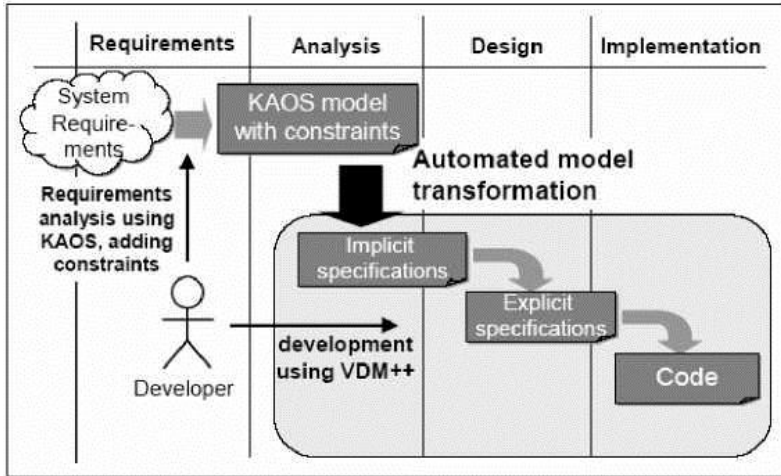 Requirements
Analysis
Design
Implementation
System
Require-
ments
KAOS model
with constraints
Automated model
transformation
Requirements
analysis using
KAOS, adding
constraints
Implicit
specifications
Explicit
specifications
Code
development
using VDM++
Developer